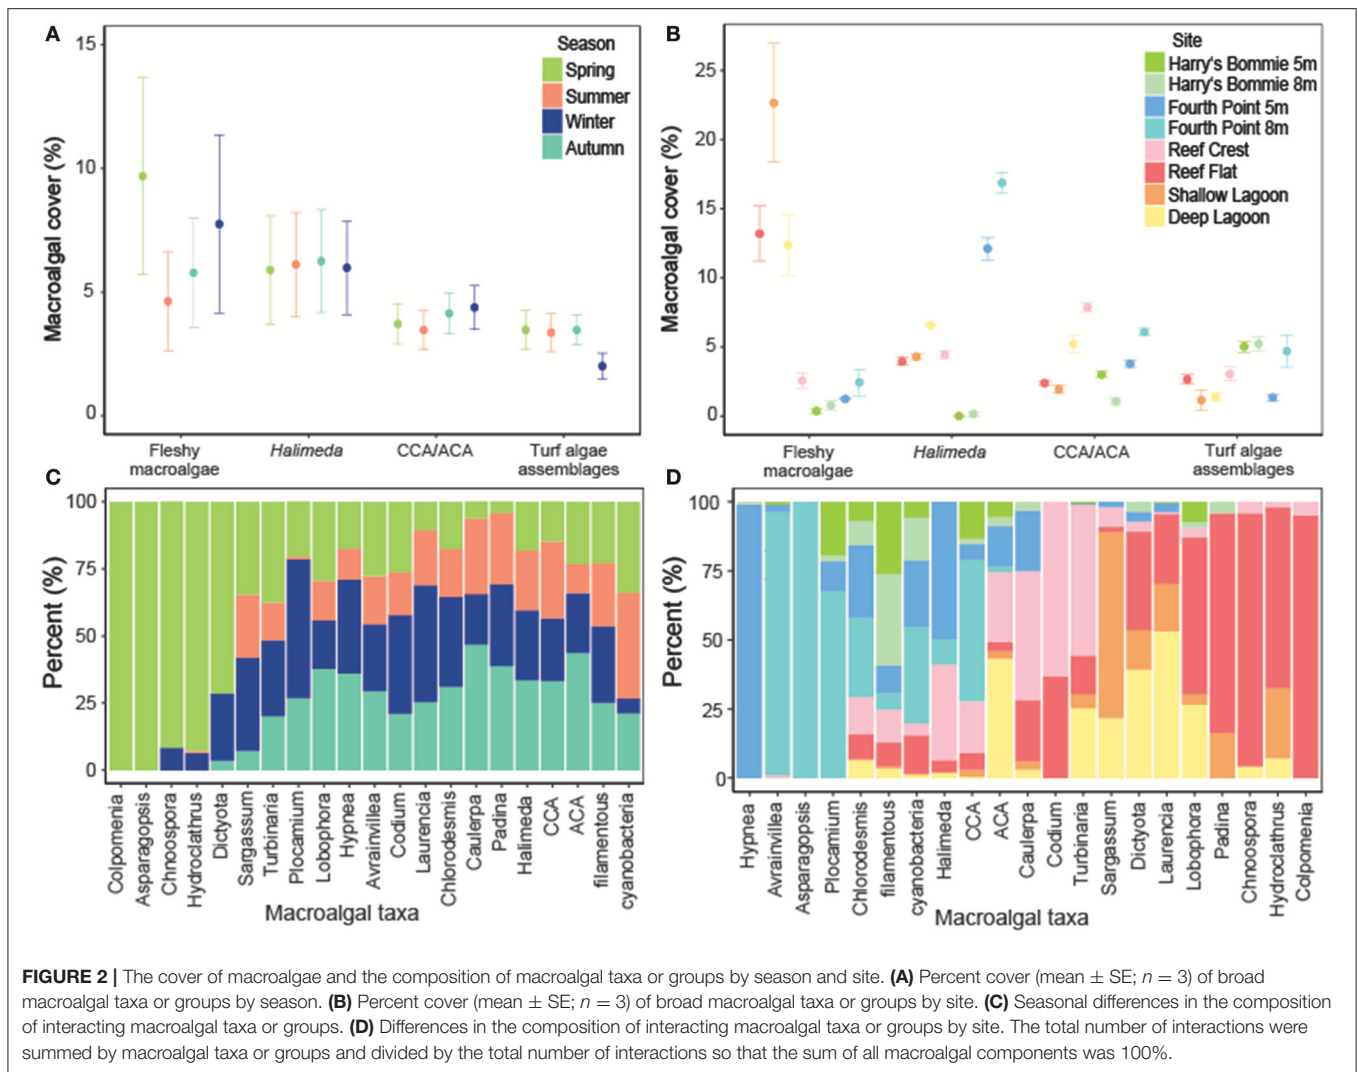 A
Macroalgal cover (%)
15
10
5
0
Season
Spring
Summer
Winter
Autumn
Fleshy
macroalgae
Halimeda
CCA/ACA
Turf algae
assemblages
B
Macroalgal cover (%)
25
20
15
10
5
0
Site
Harry's Bommie 5m
Harry's Bommie 8m
Fourth Point 5m
Fourth Point 8m
Reef Crest
Reef Flat
Shallow Lagoon
Deep Lagoon
Fleshy
macroalgae
Halimeda
CCA/ACA
Turf algae
assemblages
C
Percent (%)
100
75
50
25
0
Colpomenia
Asparagopsis
Chnoospora
Hydroclathrus
Dictyota
Sargassum
Turbinaria
Plocamium
Lobophora
Hypnea
Avrainvillea
Codium
Laurencia
Chlorodesmis
Caulerpa
Padina
Halimeda
CCA
ACA
filamentous
cyanobacteria
Macroalgal taxa
D
Percent (%)
100
75
50
25
0
Hypnea
Avrainvillea
Asparagopsis
Plocamium
Chlorodesmis
filamentous
cyanobacteria
Halimeda
CCA
ACA
Caulerpa
Codium
Turbinaria
Sargassum
Dictyota
Laurencia
Lobophora
Padina
Chnoospora
Hydroclathrus
Colpomenia
Macroalgal taxa
FIGURE 2 | The cover of macroalgae and the composition of macroalgal taxa or groups by season and site. (A) Percent cover (mean ± SE; n = 3) of broad
macroalgal taxa or groups by season. (B) Percent cover (mean ± SE; n = 3) of broad macroalgal taxa or groups by site. (C) Seasonal differences in the composition
of interacting macroalgal taxa or groups. (D) Differences in the composition of interacting macroalgal taxa or groups by site. The total number of interactions were
summed by macroalgal taxa or groups and divided by the total number of interactions so that the sum of all macroalgal components was 100%.